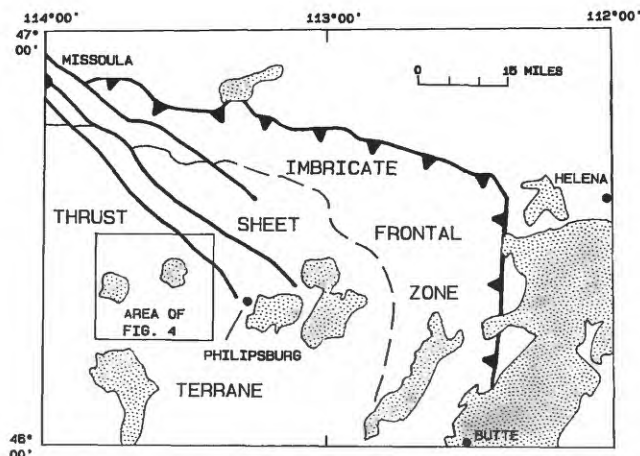 114°00' 113°00' 112°00'
47°
00'
MISSOULA
0 15 MILES
IMBRICATE
HELENA
THRUST
SHEET
FRONTAL
ZONE
AREA OF
FIG. 4
PHILIPSBURG
TERRANE
46°
00'
BUTTE